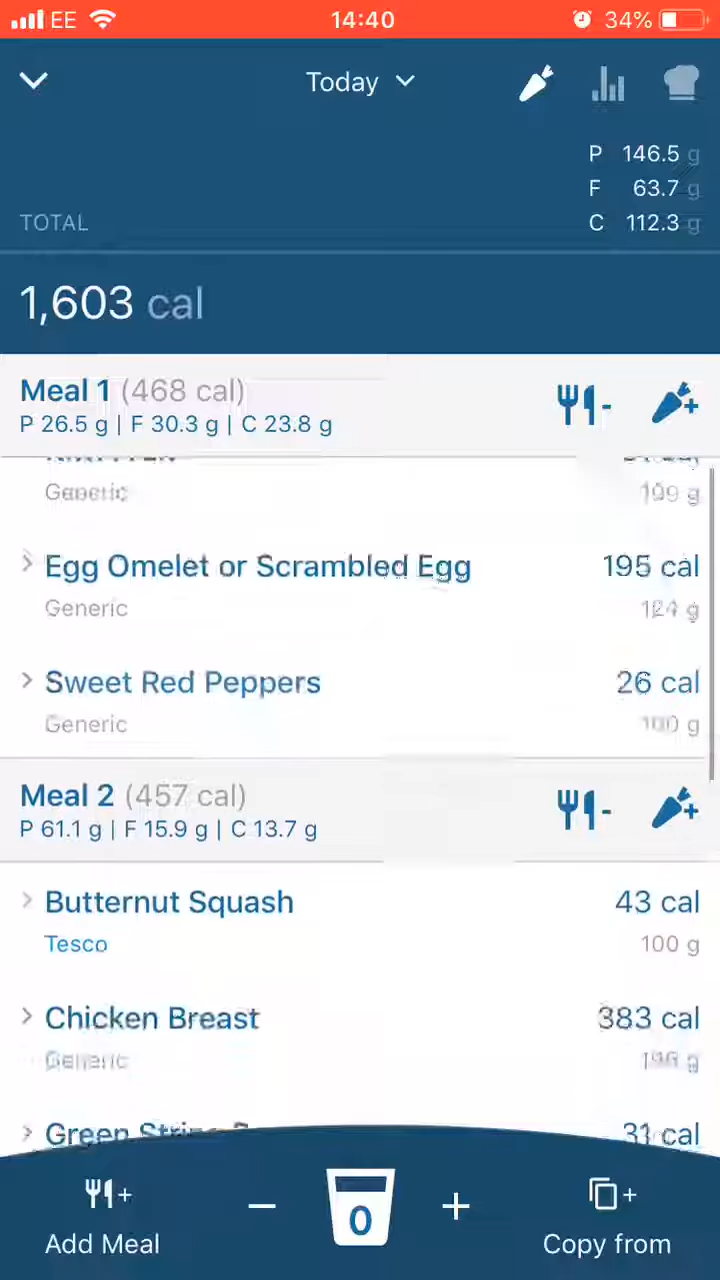 EE 14:40 34%
Today
P 146.5 g
F 63.7 g
TOTAL C 112.3 g
1,603 cal
Meal 1 (468 cal)
P 26.5 g | F 30.3 g | C 23.8 g
Generic g
Egg Omelet or Scrambled Egg 195 cal
Generic 124 g
Sweet Red Peppers 26 cal
Generic 100 g
Meal 2 (457 cal)
P 61.1 g | F 15.9 g | C 13.7 g
Butternut Squash 43 cal
Tesco 100 g
Chicken Breast 383 cal
Generic g
Green 31 cal
0
Add Meal Copy from